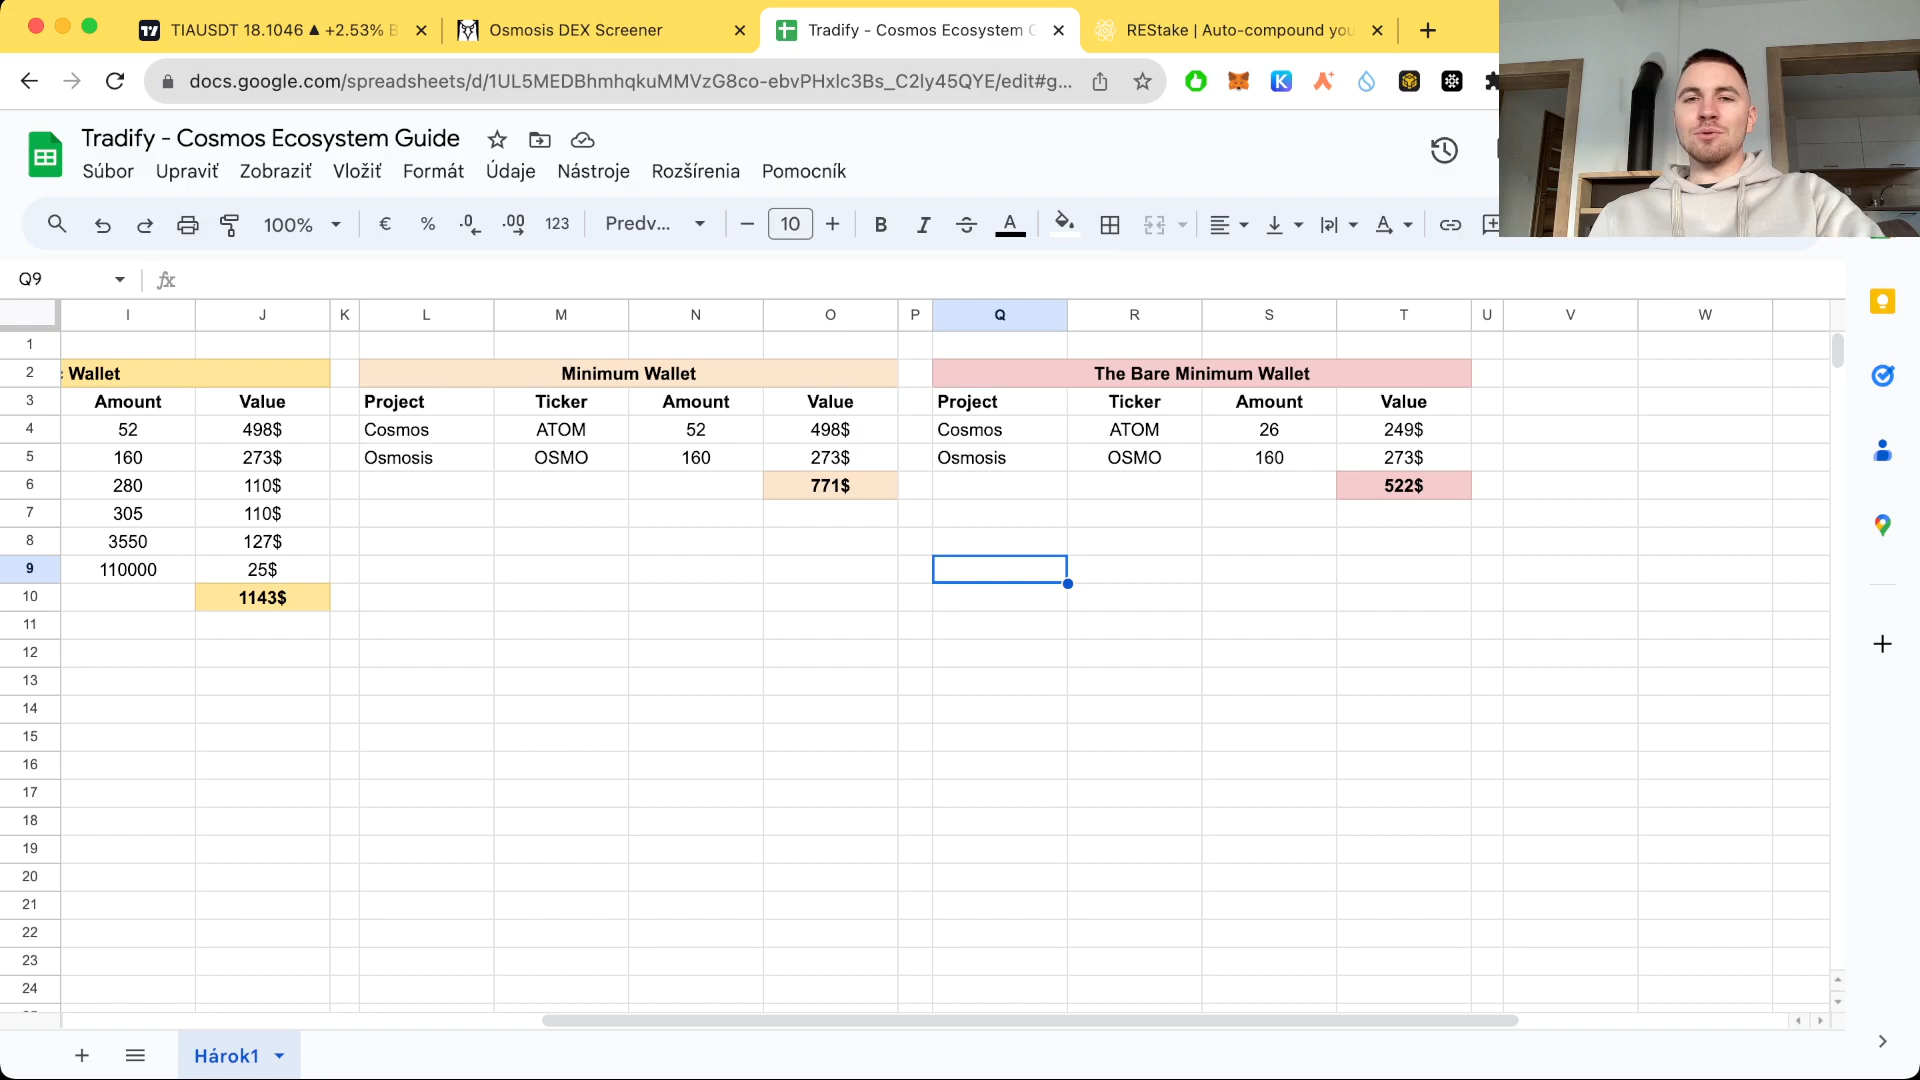 TIAUSDT 18.1046 ▲ +2.53%
Osmosis DEX Screener
Tradify - Cosmos Ecosystem
REStake | Auto-compound you
docs.google.com/spreadsheets/d/1UL5MEDBhmhqkuMMVzG8co-ebvPHxlc3Bs_C2ly45QYE/edit#g...
Tradify - Cosmos Ecosystem Guide
Súbor Upraviť Zobraziť Vložiť Formát Údaje Nástroje Rozšírenia Pomocník
100% € % .0 .00 123 Predv... 10 B I A
Q9
I J K L M N O P Q R S T U V W
1
2 Wallet Minimum Wallet The Bare Minimum Wallet
3 Amount Value Project Ticker Amount Value Project Ticker Amount Value
4 52 498$ Cosmos ATOM 52 498$ Cosmos ATOM 26 249$
5 160 273$ Osmosis OSMO 160 273$ Osmosis OSMO 160 273$
6 280 110$ 771$ 522$
7 305 110$
8 3550 127$
9 110000 25$
10 1143$
11
12
13
14
15
16
17
18
19
20
21
22
23
24
Hárok1